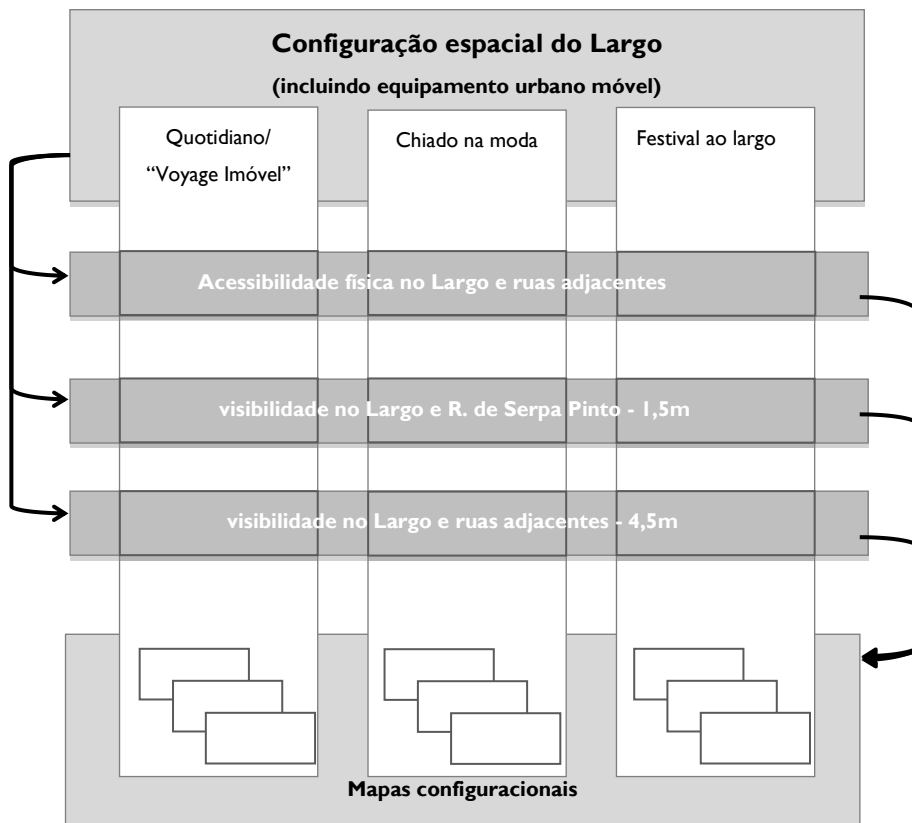 Configuração espacial do Largo
(incluindo equipamento urbano móvel)
Quotidiano/
“Voyage Imóvel”
Chiado na moda
Festival ao largo
Acessibilidade física no Largo e ruas adjacentes
visibilidade no Largo e R. de Serpa Pinto - 1,5m
visibilidade no Largo e ruas adjacentes - 4,5m
Mapas configuracionais